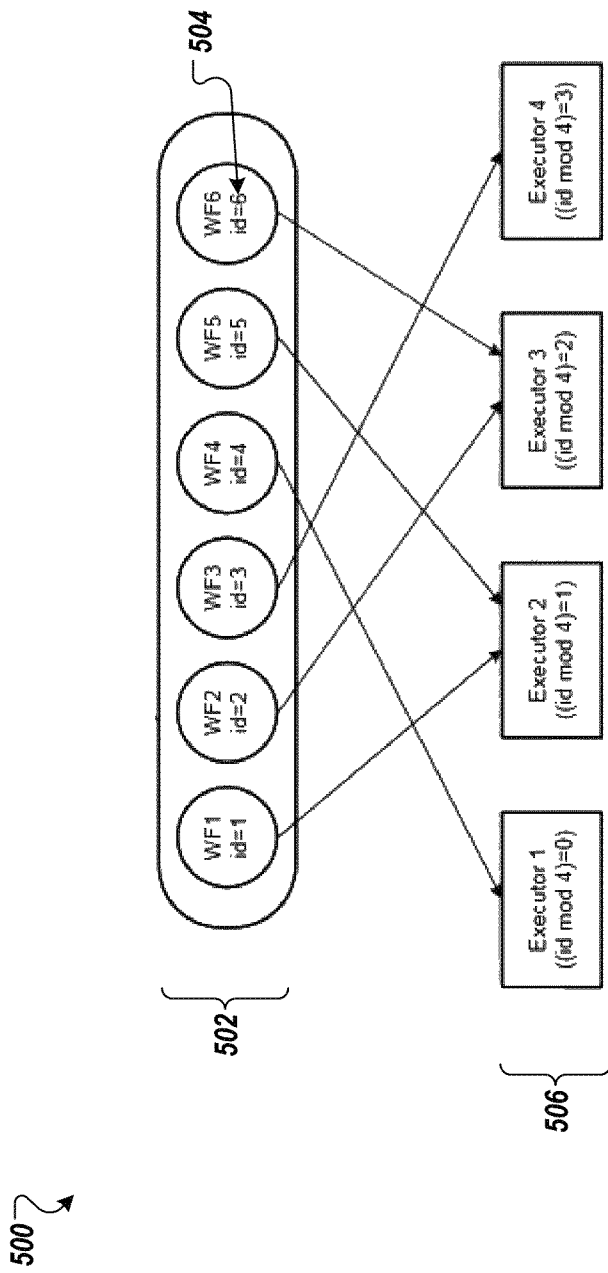 500
502
WF1
id=1
WF2
id=2
WF3
id=3
WF4
id=4
WF5
id=5
WF6
id=6
504
506
Executor 1
((id mod 4)=0)
Executor 2
((id mod 4)=1)
Executor 3
((id mod 4)=2)
Executor 4
((id mod 4)=3)